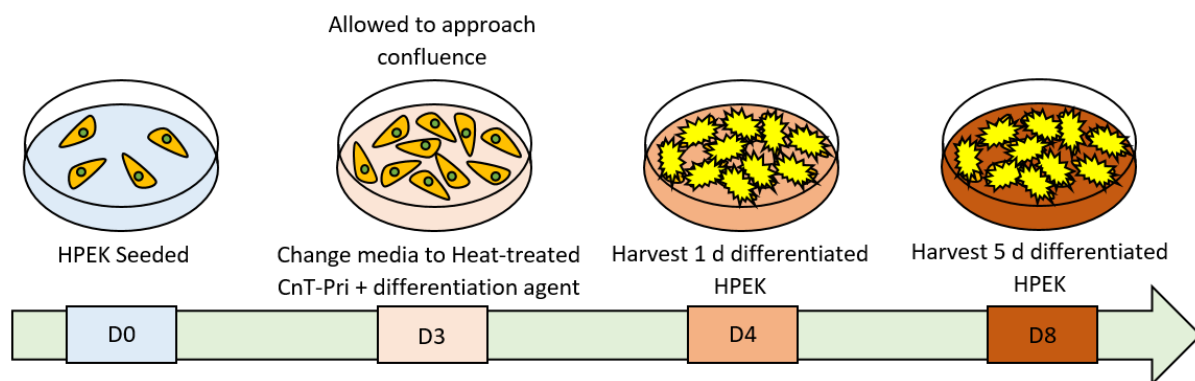 Allowed to approach
confluence
HPEK Seeded
Change media to Heat-treated
CnT-Pri + differentiation agent
Harvest 1 d differentiated
HPEK
Harvest 5 d differentiated
HPEK
D0
D3
D4
D8